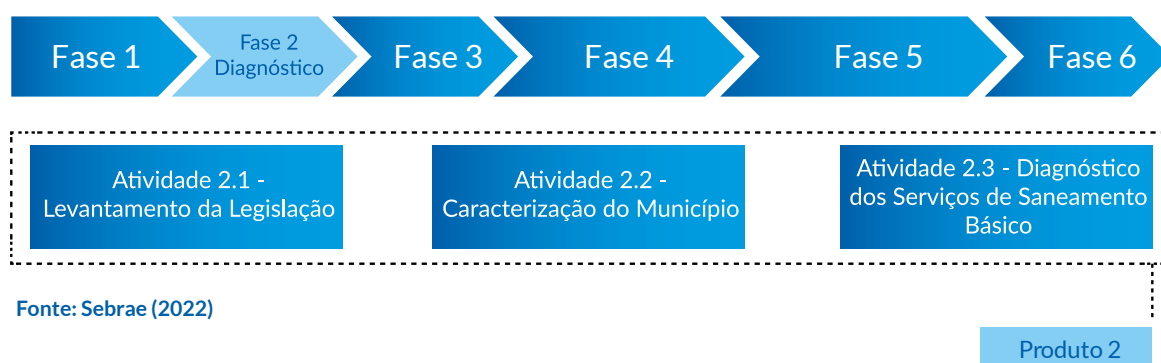 Fase 1
Fase 2
Diagnóstico
Fase 3
Fase 4
Fase 5
Fase 6
Atividade 2.1 -
Levantamento da Legislação
Atividade 2.2 -
Caracterização do Município
Atividade 2.3 - Diagnóstico
dos Serviços de Saneamento
Básico
Fonte: Sebrae (2022)
Produto 2